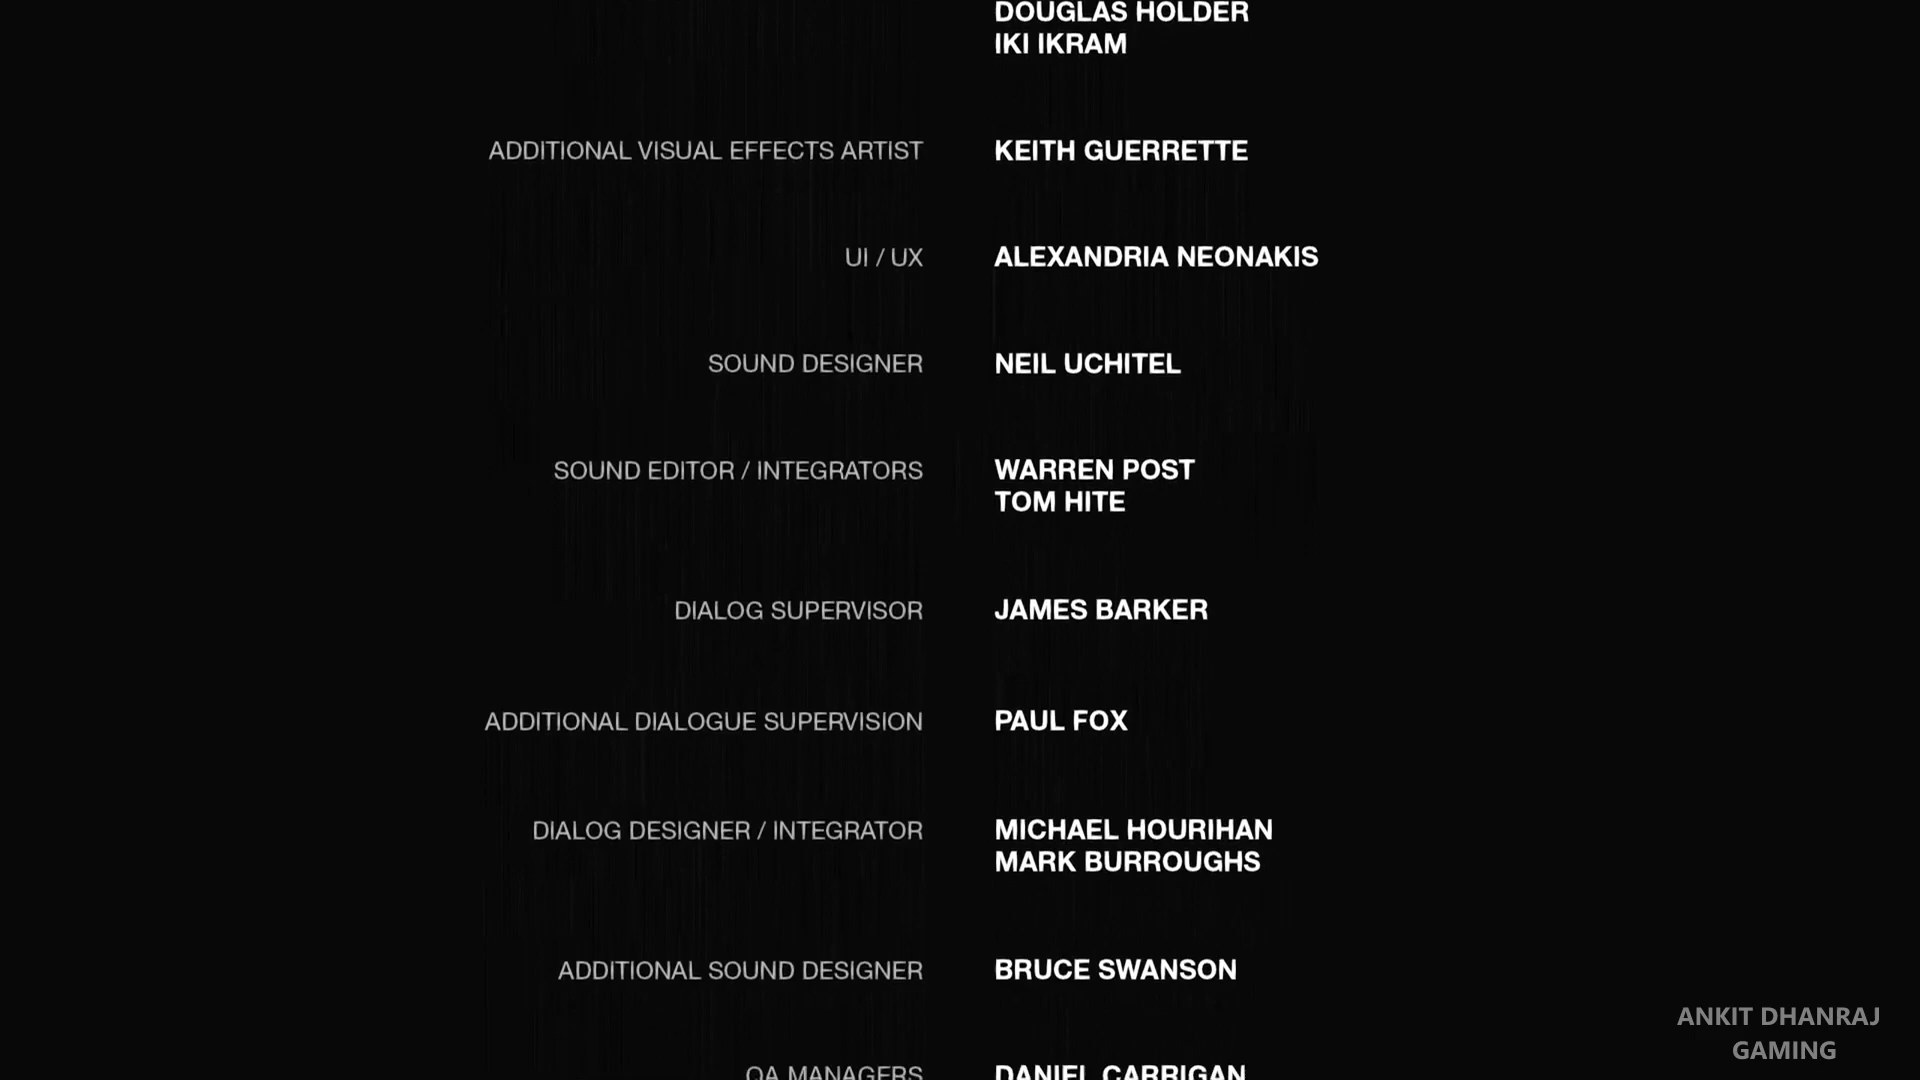 DOUGLAS HOLDER
IKI IKRAM
ADDITIONAL VISUAL EFFECTS ARTIST KEITH GUERRETTE
UI / UX ALEXANDRIA NEONAKIS
SOUND DESIGNER NEIL UCHITEL
SOUND EDITOR / INTEGRATORS WARREN POST
TOM HITE
DIALOG SUPERVISOR JAMES BARKER
ADDITIONAL DIALOGUE SUPERVISION PAUL FOX
DIALOG DESIGNER / INTEGRATOR MICHAEL HOURIHAN
MARK BURROUGHS
ADDITIONAL SOUND DESIGNER BRUCE SWANSON
QA MANAGERS DANIEL CARRIGAN
ANKIT DHANRAJ
GAMING